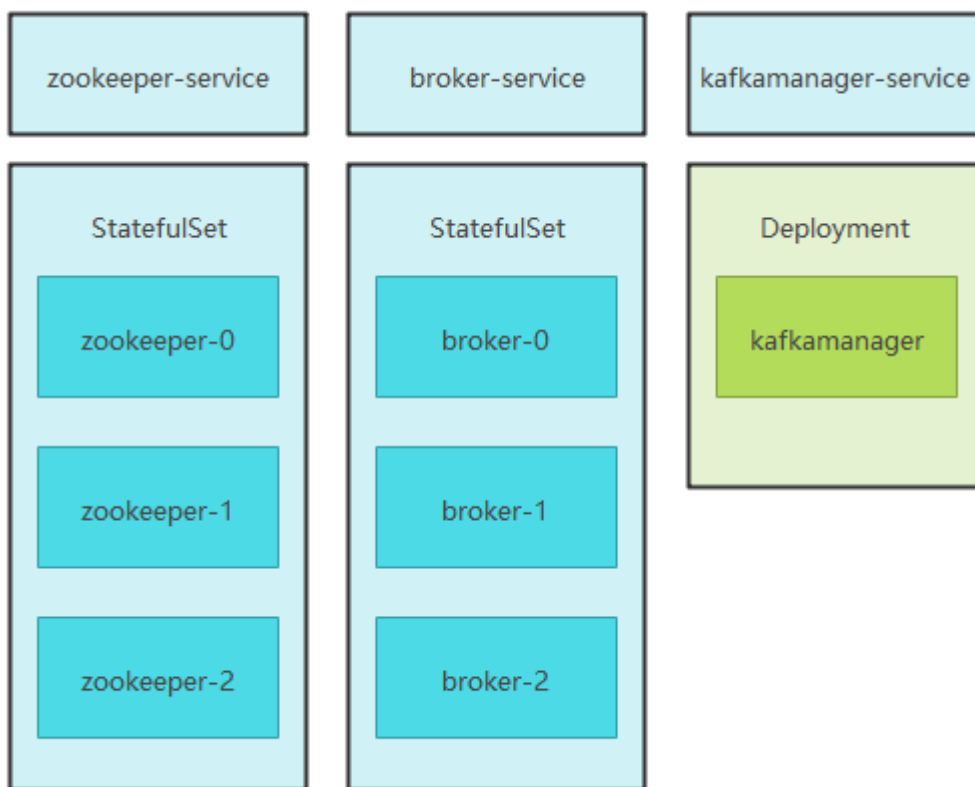 zookeeper-service
broker-service
kafkamanager-service
StatefulSet
zookeeper-0
zookeeper-1
zookeeper-2
StatefulSet
broker-0
broker-1
broker-2
Deployment
kafkamanager